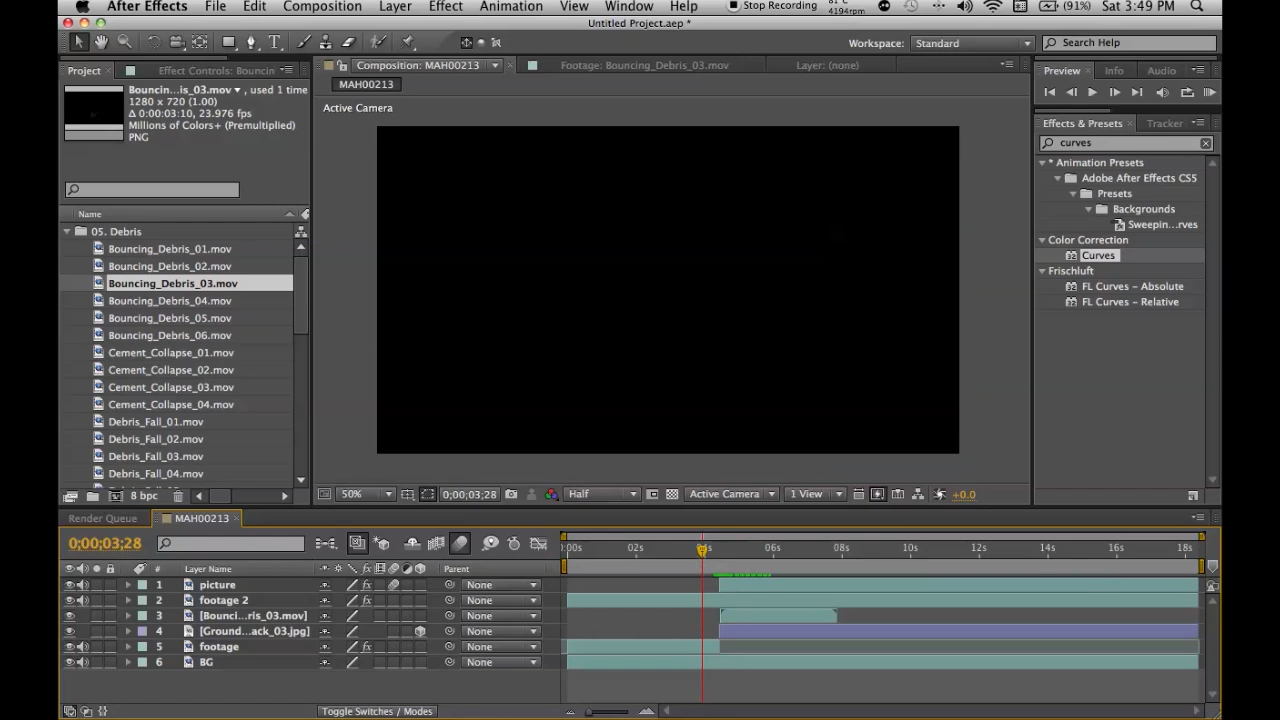 After Effects File Edit Composition Layer Effect Animation View Window Help Stop Recording 81°C 4194rpm (91%) Sat 3:49 PM
Untitled Project.aep *
Workspace: Standard Search Help
Project Effect Controls: Bouncin
Composition: MAH00213 Footage: Bouncing_Debris_03.mov Layer: (none)
Preview Info Audio
MAH00213
Active Camera
Bouncin...is_03.mov , used 1 time
1280 x 720 (1.00)
Δ 0:00:03:10, 23.976 fps
Millions of Colors+ (Premultiplied)
PNG
Name
05. Debris
Bouncing_Debris_01.mov
Bouncing_Debris_02.mov
Bouncing_Debris_03.mov
Bouncing_Debris_04.mov
Bouncing_Debris_05.mov
Bouncing_Debris_06.mov
Cement_Collapse_01.mov
Cement_Collapse_02.mov
Cement_Collapse_03.mov
Cement_Collapse_04.mov
Debris_Fall_01.mov
Debris_Fall_02.mov
Debris_Fall_03.mov
Debris_Fall_04.mov
8 bpc
Effects & Presets Tracker
curves
* Animation Presets
Adobe After Effects CS5
Presets
Backgrounds
Sweepin...rves
Color Correction
Curves
Frischluft
FL Curves – Absolute
FL Curves – Relative
50% 0;00;03;28 Half Active Camera 1 View +0.0
Render Queue MAH00213
0;00;03;28
:00s 02s 04s 06s 08s 10s 12s 14s 16s 18s
# Layer Name Parent
1 picture fx None
2 footage 2 fx None
3 [Bounci...ris_03.mov] None
4 [Ground...ack_03.jpg] None
5 footage fx None
6 BG None
Toggle Switches / Modes